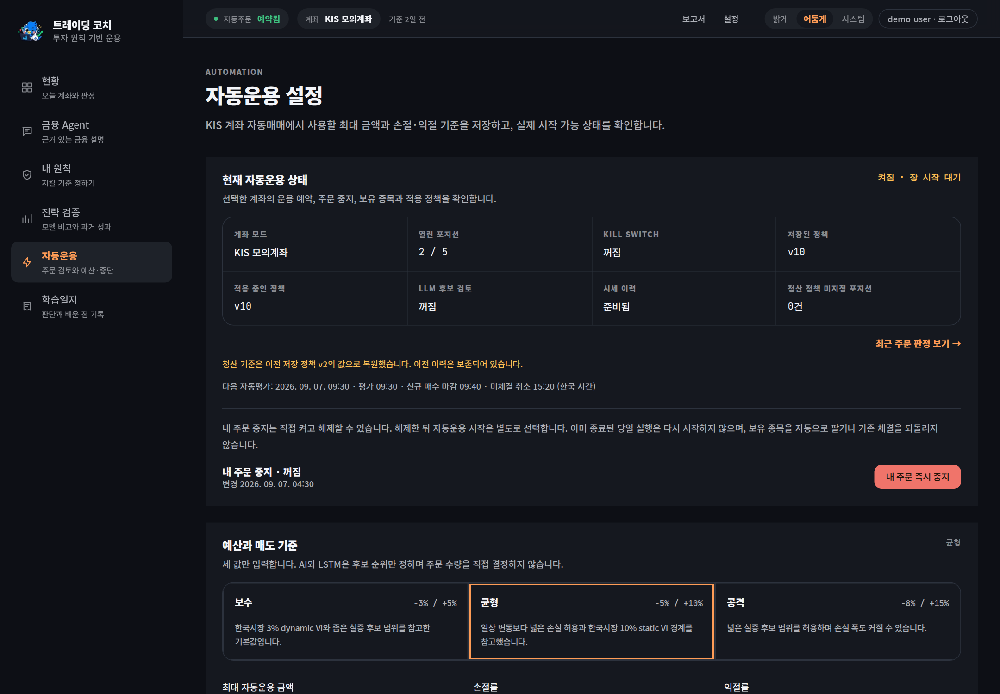 트레이딩 코치
투자 원칙 기반 운용
현황
오늘 계좌와 판정
금융 Agent
근거 있는 금융 설명
내 원칙
지킬 기준 정하기
전략 검증
모델 비교와 과거 성과
자동운용
주문 검토와 예산·중단
학습일지
판단과 배운 점 기록
자동주문 예약됨 계좌 KIS 모의계좌 기준 2일 전 보고서 설정 밝게 어둡게 시스템 demo-user · 로그아웃
AUTOMATION
자동운용 설정
KIS 계좌 자동매매에서 사용할 최대 금액과 손절·익절 기준을 저장하고, 실제 시작 가능 상태를 확인합니다.
현재 자동운용 상태
켜짐 · 장 시작 대기
선택한 계좌의 운용 예약, 주문 중지, 보유 종목과 적용 정책을 확인합니다.
계좌 모드 열린 포지션 KILL SWITCH 저장된 정책
KIS 모의계좌 2 / 5 꺼짐 v10
적용 중인 정책 LLM 후보 검토 시세 이력 청산 정책 미지정 포지션
v10 꺼짐 준비됨 0건
최근 주문 판정 보기 →
청산 기준은 이전 저장 정책 v2의 값으로 복원했습니다. 이전 이력은 보존되어 있습니다.
다음 자동평가: 2026. 09. 07. 09:30 · 평가 09:30 · 신규 매수 마감 09:40 · 미체결 취소 15:20 (한국 시간)
내 주문 중지는 직접 켜고 해제할 수 있습니다. 해제한 뒤 자동운용 시작은 별도로 선택합니다. 이미 종료된 당일 실행은 다시 시작하지 않으며, 보유 종목을 자동으로 팔거나 기존 체결을 되돌리지
않습니다.
내 주문 중지 · 꺼짐
변경 2026. 09. 07. 04:30
내 주문 즉시 중지
예산과 매도 기준
균형
세 값만 입력합니다. AI와 LSTM은 후보 순위만 정하며 주문 수량을 직접 결정하지 않습니다.
보수 -3% / +5%
한국시장 3% dynamic VI와 좁은 실증 후보 범위를 참고한
기본값입니다.
균형 -5% / +10%
일상 변동보다 넓은 손실 허용과 한국시장 10% static VI 경계를
참고했습니다.
공격 -8% / +15%
넓은 실증 후보 범위를 허용하며 손실 폭도 커질 수 있습니다.
최대 자동운용 금액 손절률 익절률